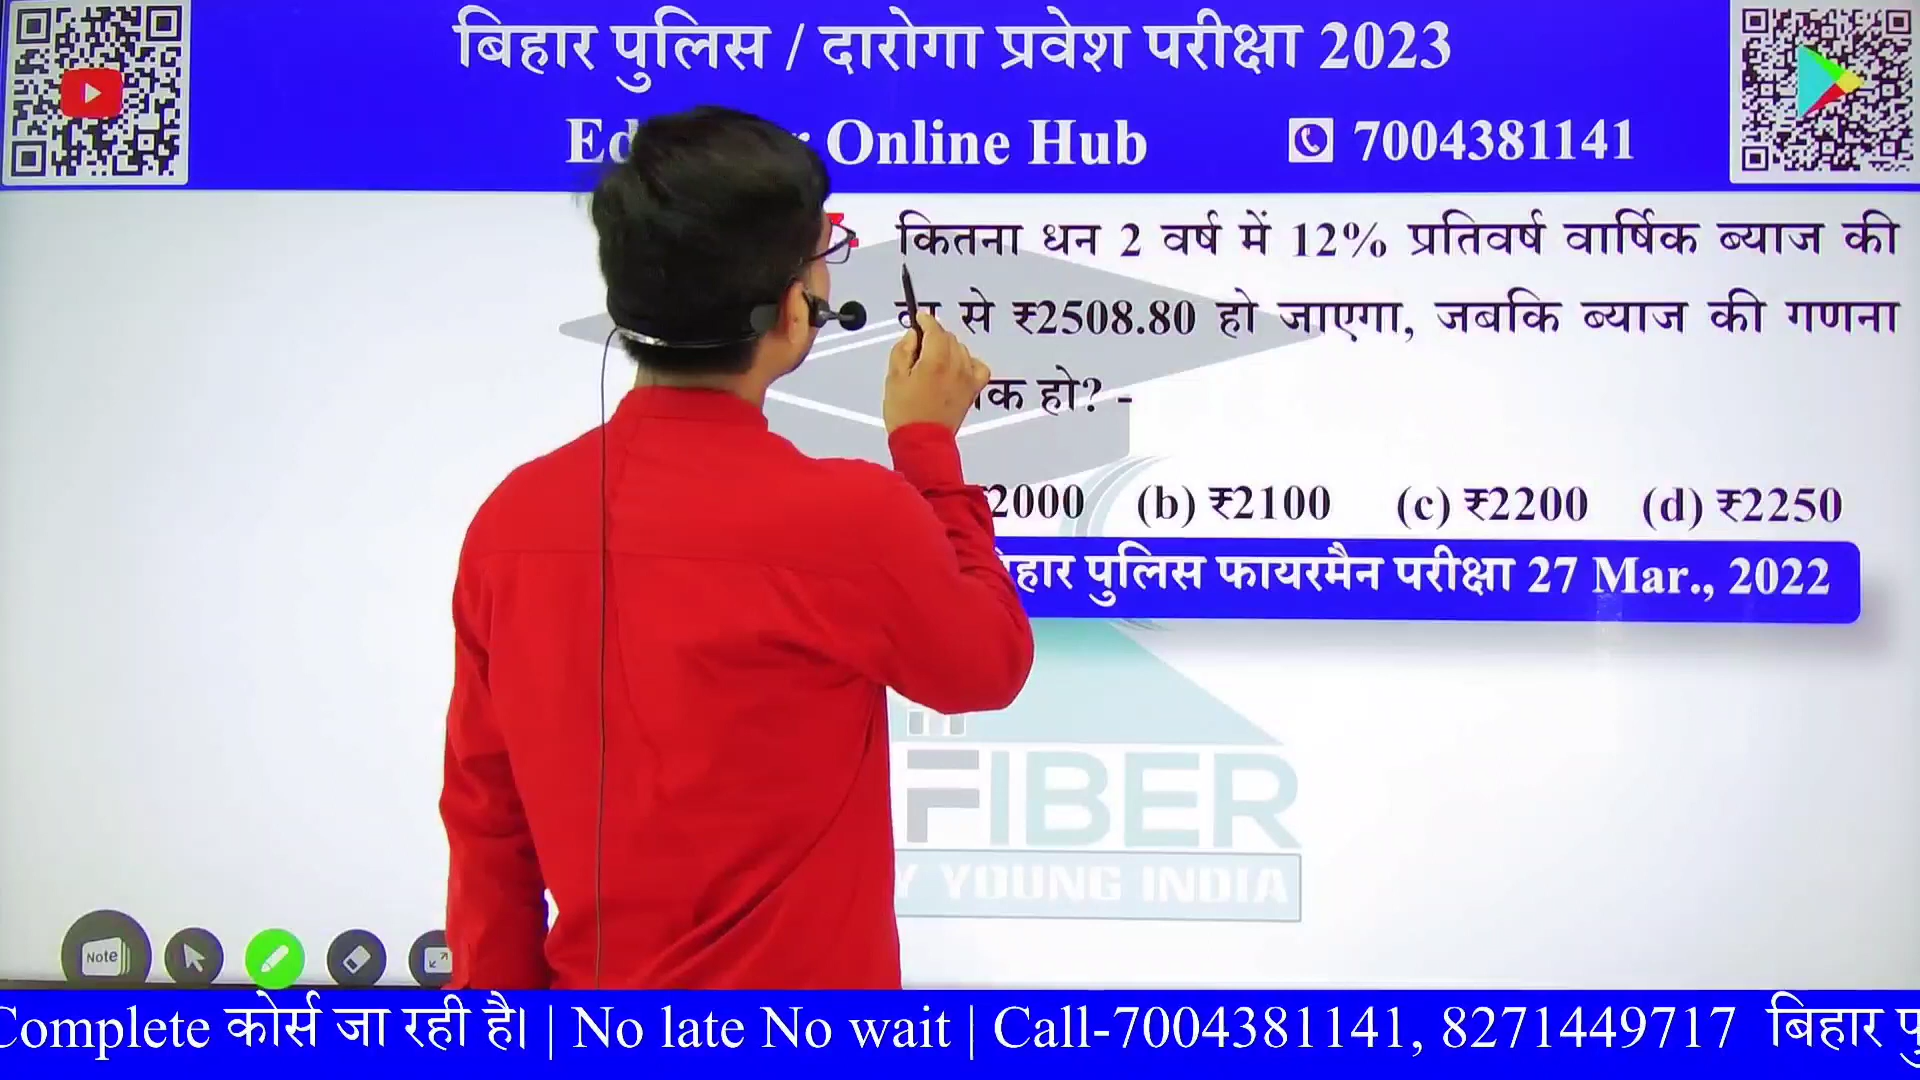 बिहार पुलिस / दारोगा प्रवेश परीक्षा 2023
Online Hub 7004381141
कितना धन 2 वर्ष में 12% प्रतिवर्ष वार्षिक ब्याज की
से ₹2508.80 हो जाएगा, जबकि ब्याज की गणना
हो? -
2000 (b) ₹2100 (c) ₹2200 (d) ₹2250
पुलिस फायरमैन परीक्षा 27 Mar., 2022
FIBER
YOUNG INDIA
Note
Complete कोर्स जा रही है। | No late No wait | Call-7004381141, 8271449717 बिहार